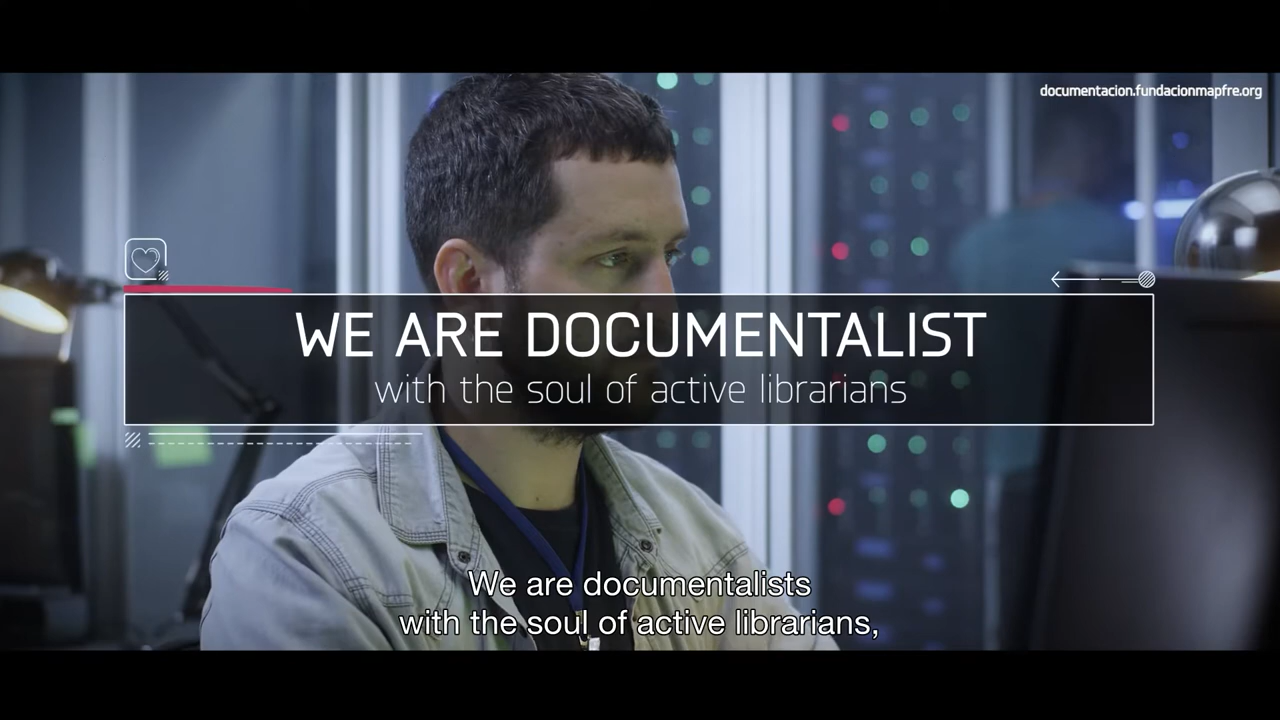 documentacion.fundacionmapfre.org
WE ARE DOCUMENTALIST
with the soul of active librarians
We are documentalists
with the soul of active librarians,